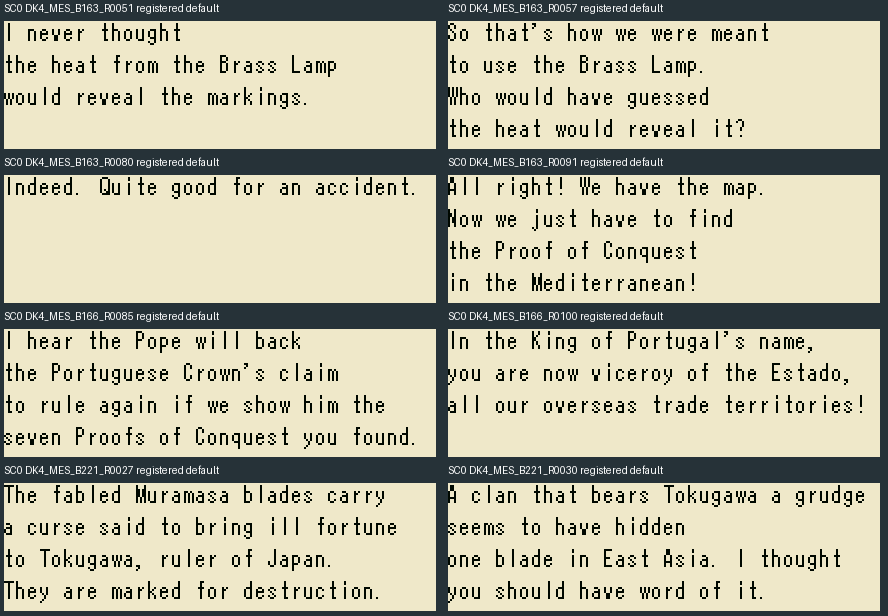 SC0 DK4_MES_B163_R0051 registered default
I never thought
the heat from the Brass Lamp
would reveal the markings.
SC0 DK4_MES_B163_R0057 registered default
So that's how we were meant
to use the Brass Lamp.
Who would have guessed
the heat would reveal it?
SC0 DK4_MES_B163_R0080 registered default
Indeed. Quite good for an accident.
SC0 DK4_MES_B163_R0091 registered default
All right! We have the map.
Now we just have to find
the Proof of Conquest
in the Mediterranean!
SC0 DK4_MES_B166_R0085 registered default
I hear the Pope will back
the Portuguese Crown's claim
to rule again if we show him the
seven Proofs of Conquest you found.
SC0 DK4_MES_B166_R0100 registered default
In the King of Portugal's name,
you are now viceroy of the Estado,
all our overseas trade territories!
SC0 DK4_MES_B221_R0027 registered default
The fabled Muramasa blades carry
a curse said to bring ill fortune
to Tokugawa, ruler of Japan.
They are marked for destruction.
SC0 DK4_MES_B221_R0030 registered default
A clan that bears Tokugawa a grudge
seems to have hidden
one blade in East Asia. I thought
you should have word of it.